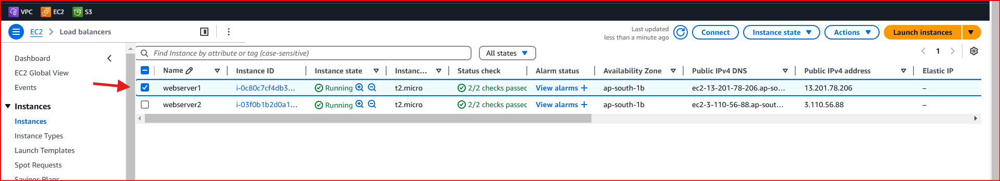 VPC EC2 S3
EC2 > Load balancers
Last updated
less than a minute ago
Connect
Instance state
Actions
Launch instances
Dashboard
EC2 Global View
Events
Instances
Instances
Instance Types
Launch Templates
Spot Requests
Savings Plans
Find Instance by attribute or tag (case-sensitive)
All states
1
Name Instance ID Instance state Instanc... Status check Alarm status Availability Zone Public IPv4 DNS Public IPv4 address Elastic IP
webserver1 i-0c80c7cf4db3... Running t2.micro 2/2 checks passed View alarms + ap-south-1b ec2-13-201-78-206.ap-so... 13.201.78.206 –
webserver2 i-03f0b1b2d0a1... Running t2.micro 2/2 checks passed View alarms + ap-south-1b ec2-3-110-56-88.ap-sout... 3.110.56.88 –